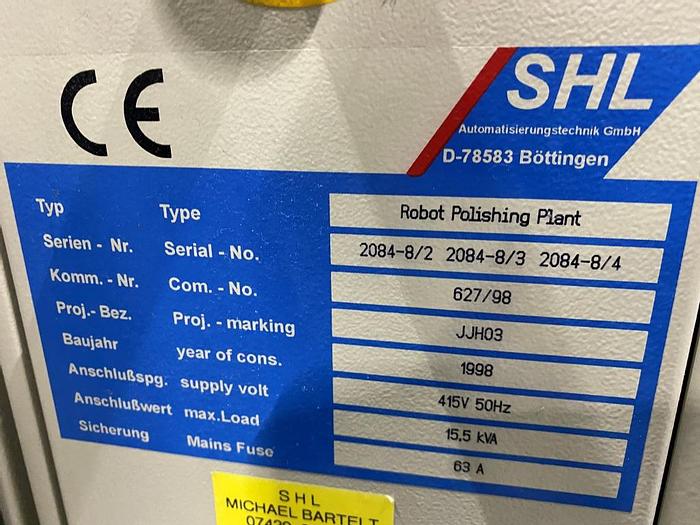 CE
SHL
Automatisierungstechnik GmbH
D-78583 Böttingen
Typ Type Robot Polishing Plant
Serien - Nr. Serial - No. 2084-8/2 2084-8/3 2084-8/4
Komm. - Nr. Com. - No. 627/98
Proj.- Bez. Proj. - marking JJH03
Baujahr year of cons. 1998
Anschlußspg. supply volt 415V 50Hz
Anschlußwert max.Load 15,5 kVA
Sicherung Mains Fuse 63 A
SHL
MICHAEL BARTELT